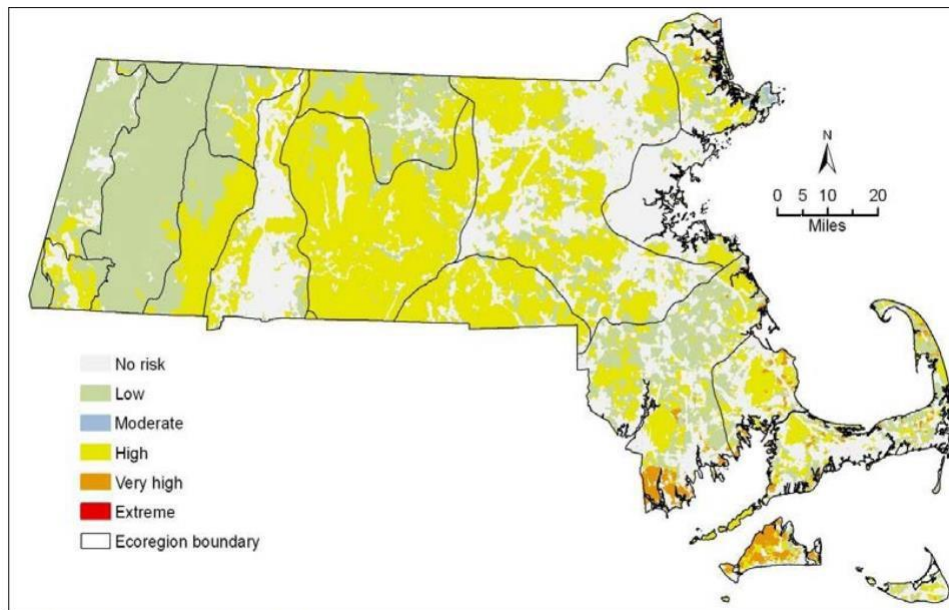 N
0 5 10 20
Miles
No risk
Low
Moderate
High
Very high
Extreme
Ecoregion boundary